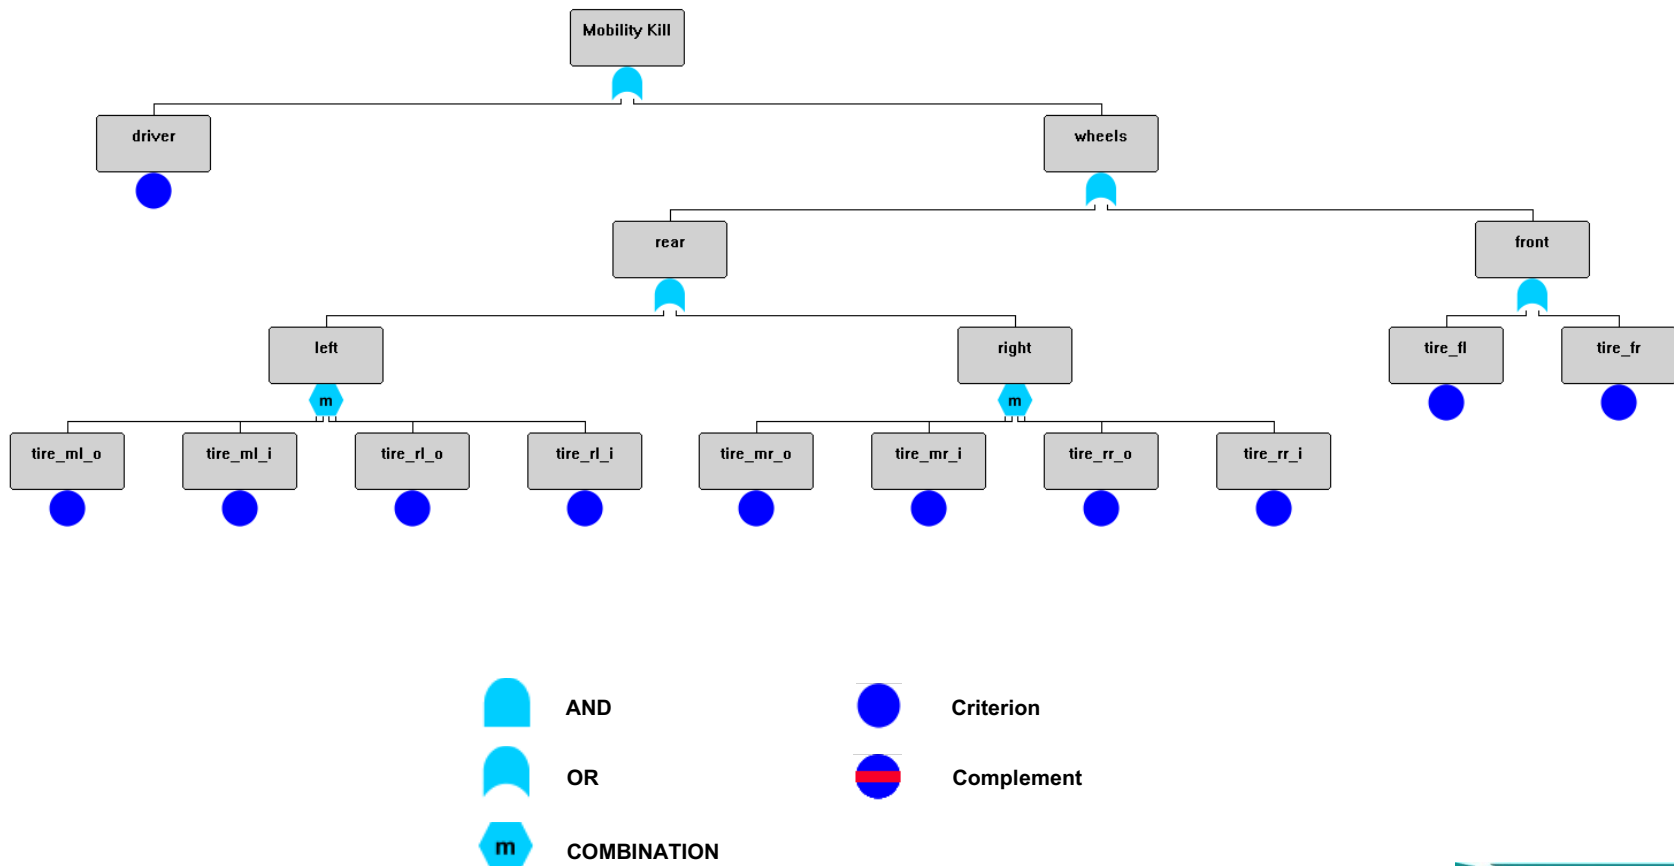 Mobility Kill
driver
wheels
rear
front
left
right
tire_fl
tire_fr
m
m
tire_ml_o
tire_ml_i
tire_rl_o
tire_rl_i
tire_mr_o
tire_mr_i
tire_rr_o
tire_rr_i
AND
Criterion
OR
Complement
m
COMBINATION